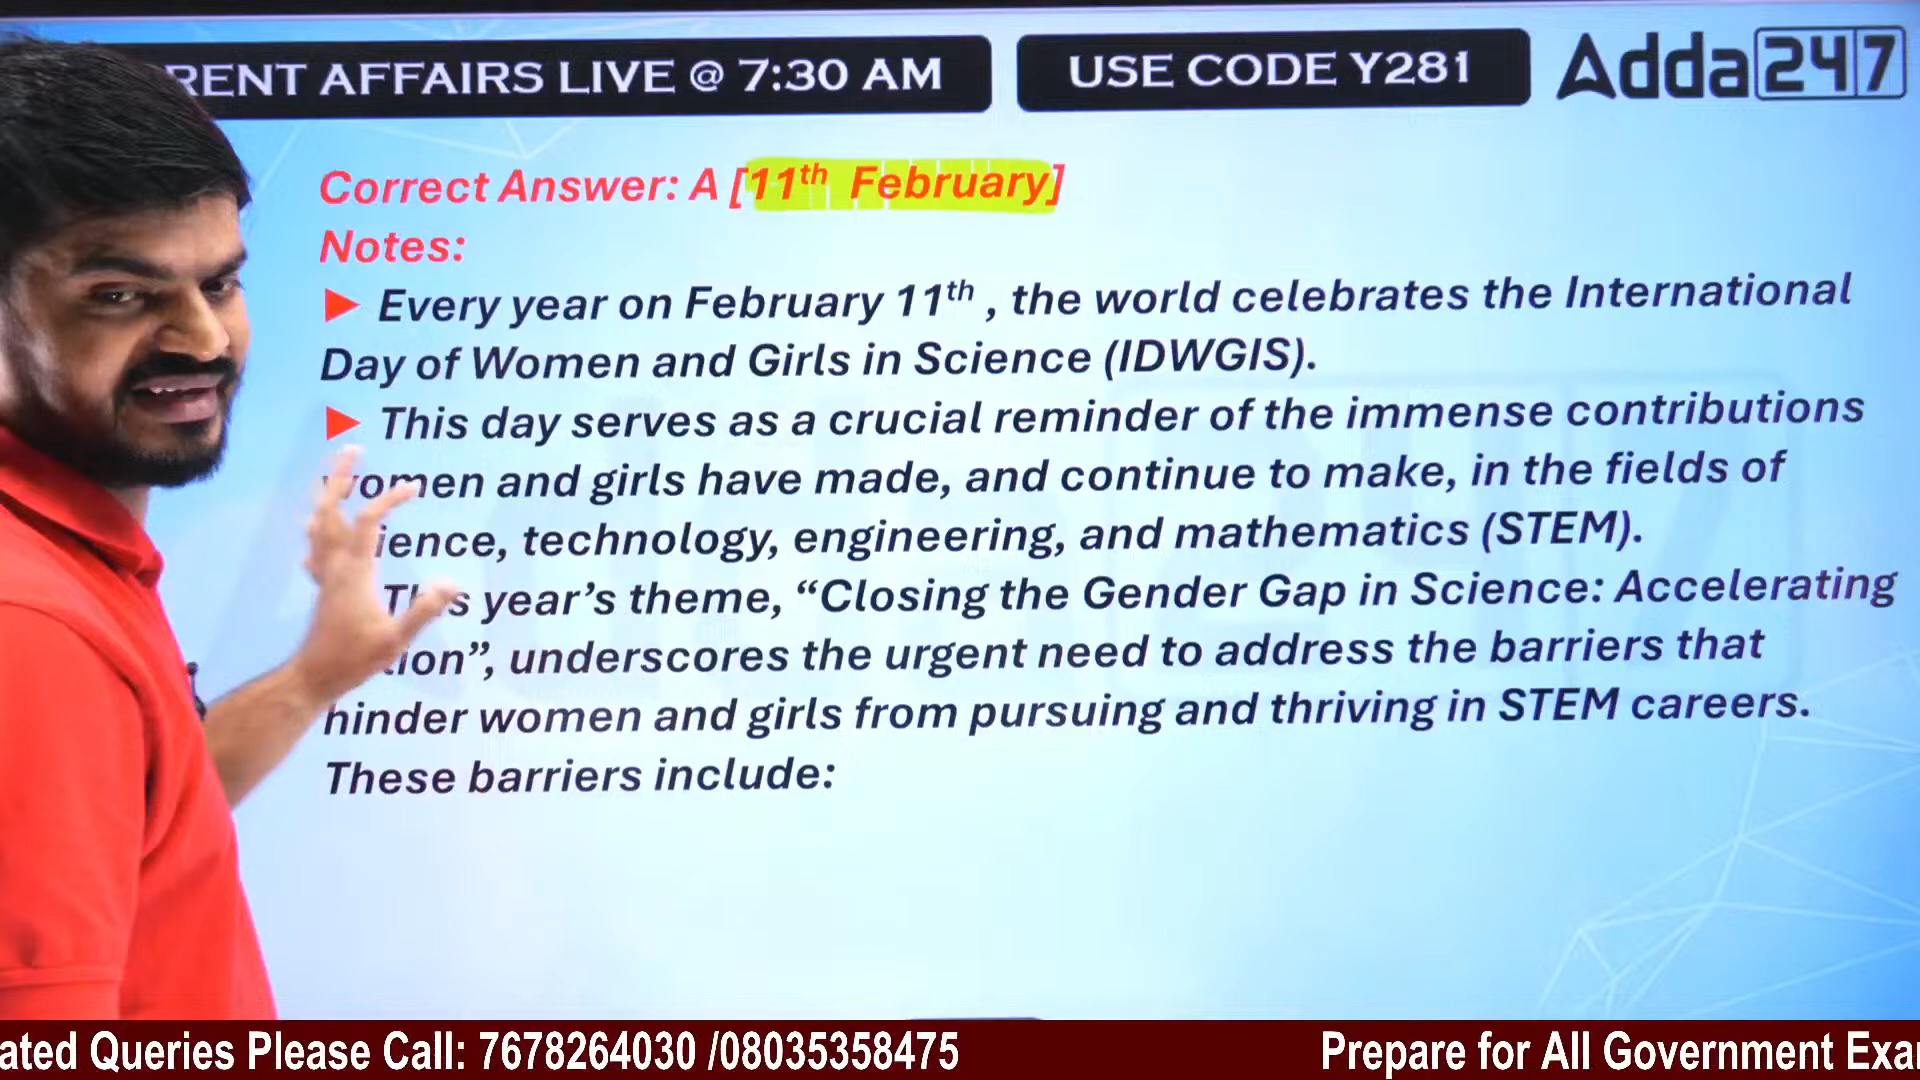 RENT AFFAIRS LIVE @ 7:30 AM
USE CODE Y281
Adda247
Correct Answer: A [11th February]
Notes:
► Every year on February 11th , the world celebrates the International
Day of Women and Girls in Science (IDWGIS).
► This day serves as a crucial reminder of the immense contributions
women and girls have made, and continue to make, in the fields of
ience, technology, engineering, and mathematics (STEM).
This year's theme, “Closing the Gender Gap in Science: Accelerating
tion”, underscores the urgent need to address the barriers that
hinder women and girls from pursuing and thriving in STEM careers.
These barriers include:
ated Queries Please Call: 7678264030 /08035358475
Prepare for All Government Exa